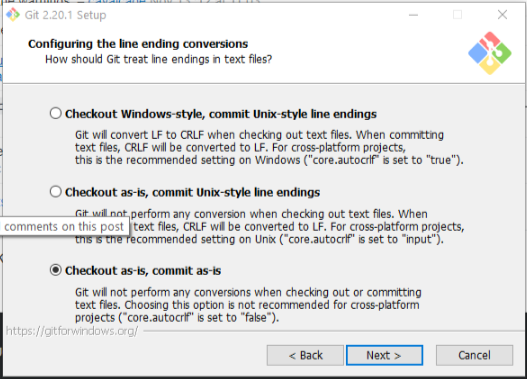 Git 2.20.1 Setup
Configuring the line ending conversions
How should Git treat line endings in text files?
Checkout Windows-style, commit Unix-style line endings
Git will convert LF to CRLF when checking out text files. When committing
text files, CRLF will be converted to LF. For cross-platform projects,
this is the recommended setting on Windows ("core.autocrlf" is set to "true").
Checkout as-is, commit Unix-style line endings
Git will not perform any conversion when checking out text files. When
comments on this post
text files, CRLF will be converted to LF. For cross-platform projects,
this is the recommended setting on Unix ("core.autocrlf" is set to "input").
Checkout as-is, commit as-is
Git will not perform any conversions when checking out or committing
text files. Choosing this option is not recommended for cross-platform
projects ("core.autocrlf" is set to "false").
https://gitforwindows.org/
< Back
Next >
Cancel